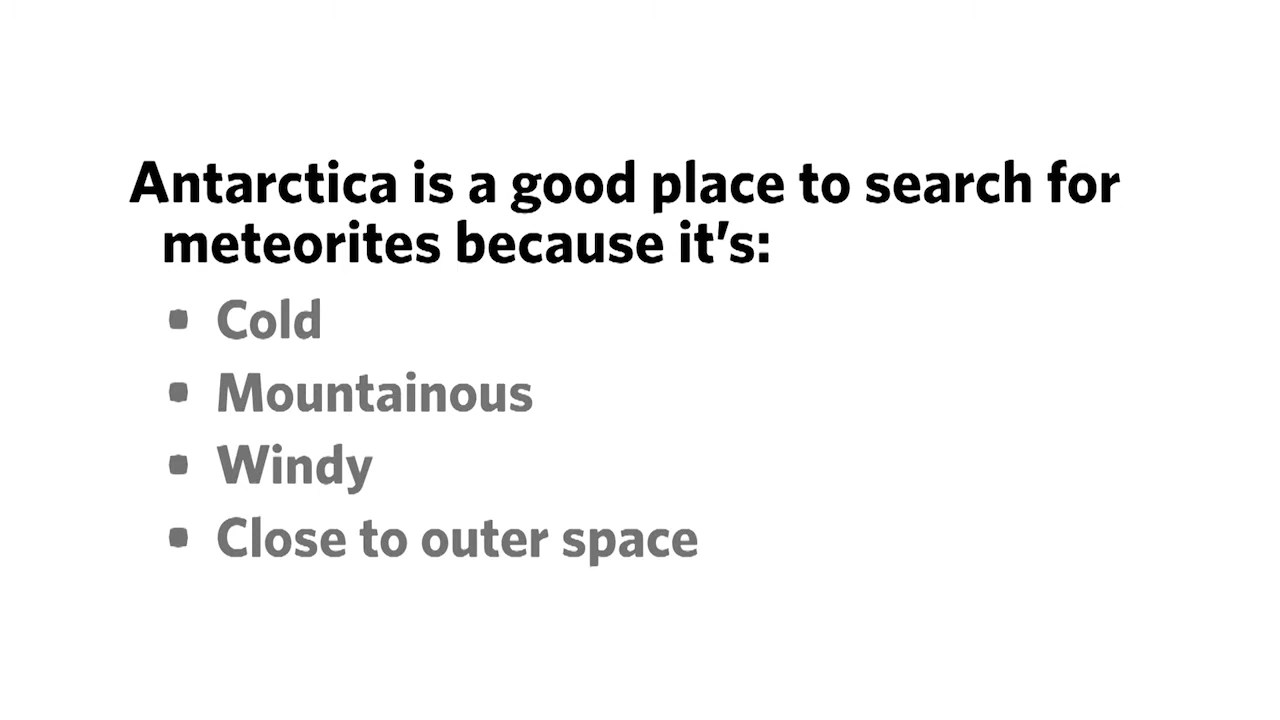 Antarctica is a good place to search for
meteorites because it’s:
▪ Cold
▪ Mountainous
▪ Windy
▪ Close to outer space